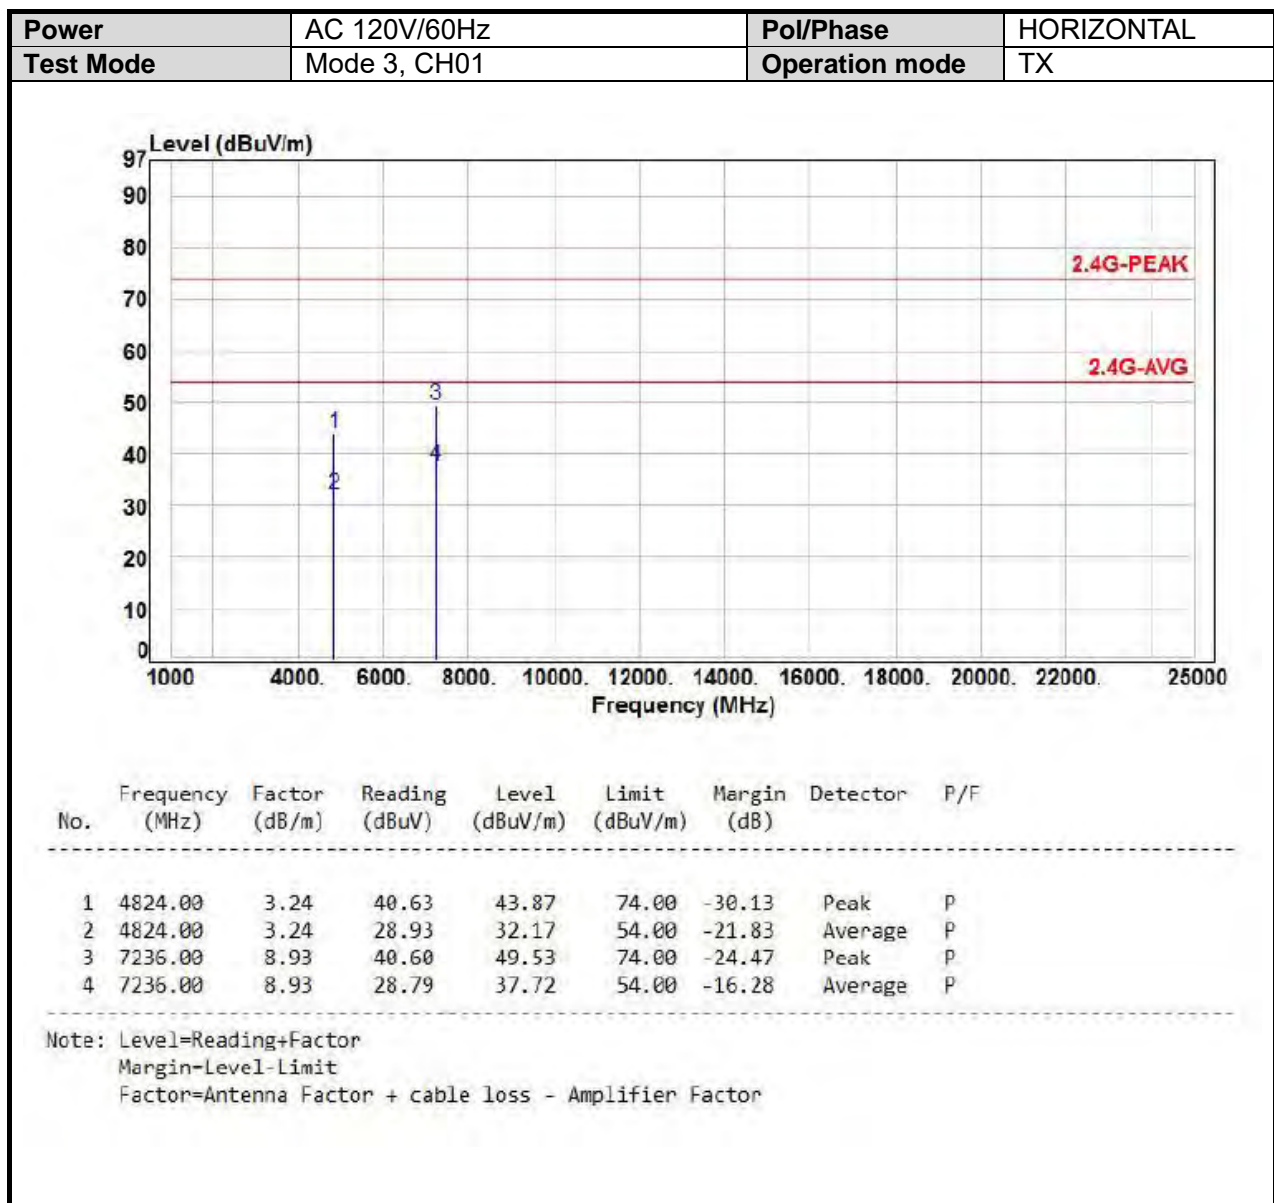 Power AC 120V/60Hz Pol/Phase HORIZONTAL
Test Mode Mode 3, CH01 Operation mode TX
Level (dBuV/m)
97
90
80
2.4G-PEAK
70
60
2.4G-AVG
50
3
1
40
4
2
30
20
10
0
1000 4000. 6000. 8000. 10000. 12000. 14000. 16000. 18000. 20000. 22000. 25000
Frequency (MHz)
Frequency Factor Reading Level Limit Margin Detector P/F
No. (MHz) (dB/m) (dBuV) (dBuV/m) (dBuV/m) (dB)
1 4824.00 3.24 40.63 43.87 74.00 -30.13 Peak P
2 4824.00 3.24 28.93 32.17 54.00 -21.83 Average P
3 7236.00 8.93 40.60 49.53 74.00 -24.47 Peak P
4 7236.00 8.93 28.79 37.72 54.00 -16.28 Average P
Note: Level=Reading+Factor
Margin=Level-Limit
Factor=Antenna Factor + cable loss - Amplifier Factor